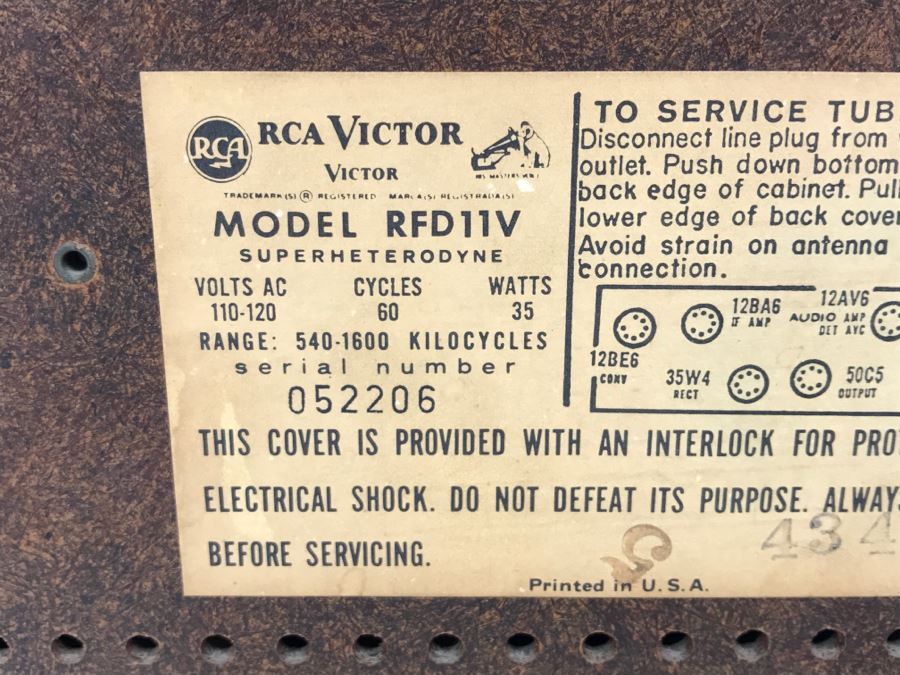 RCA
RCA VICTOR
VICTOR
HIS MASTER'S VOICE
TRADEMARK(S) ® REGISTERED MARCA(S) REGISTRADA(S)
MODEL RFD11V
SUPERHETERODYNE
VOLTS AC CYCLES WATTS
110-120 60 35
RANGE: 540-1600 KILOCYCLES
serial number
052206
TO SERVICE TUB
Disconnect line plug from
outlet. Push down bottom
back edge of cabinet. Pull
lower edge of back cover
Avoid strain on antenna
connection.
12BA6
IF AMP
12AV6
AUDIO AMP
DET AVC
12BE6
CONV
35W4
RECT
50C5
OUTPUT
THIS COVER IS PROVIDED WITH AN INTERLOCK FOR PRO
ELECTRICAL SHOCK. DO NOT DEFEAT ITS PURPOSE. ALWAYS
BEFORE SERVICING.
434
Printed in U.S.A.